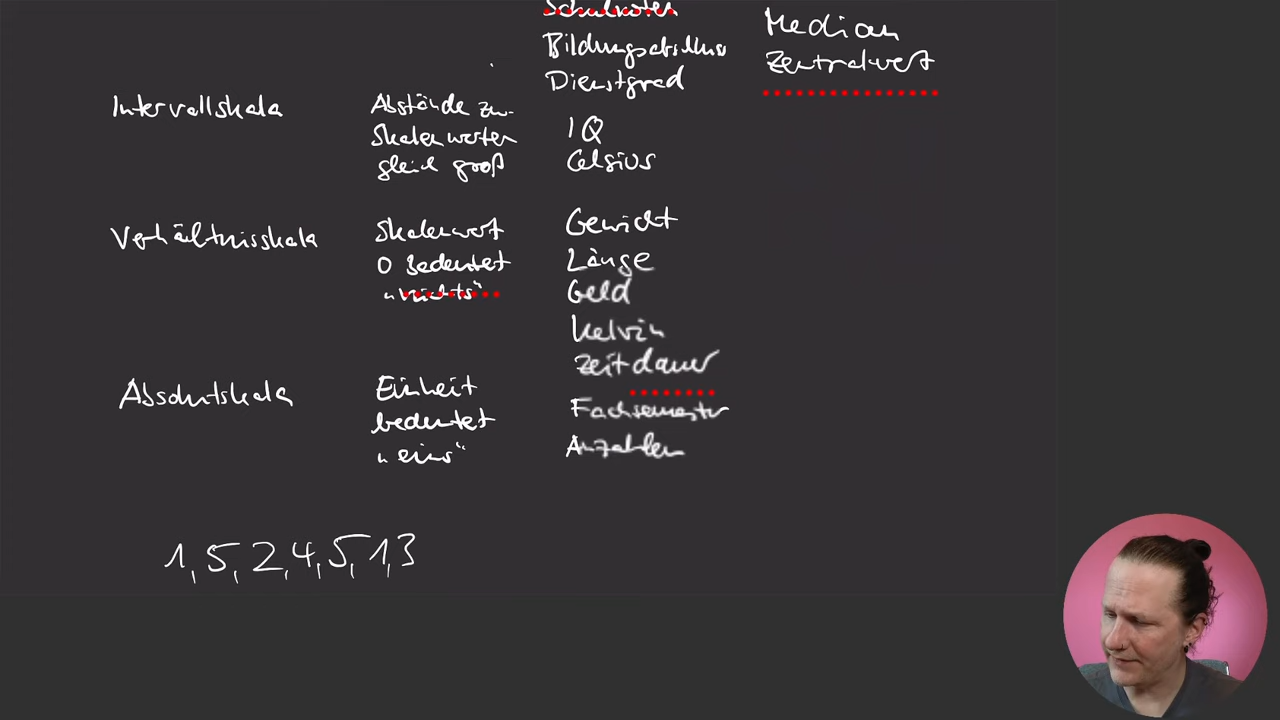 Schulnoten
Bildungsabschluss
Dienstgrad
Median
Zentralwert
Intervallskala
Abstände zw.
Skalenwerten
gleich groß
IQ
Celsius
Verhältnisskala
Skalenwert
0 bedeutet
„nichts“
Gewicht
Länge
Geld
Kelvin
Zeitdauer
Absolutskala
Einheit
bedeutet
„eins“
Fachsemester
Anzahlen
1, 5, 2, 4, 5, 1, 3